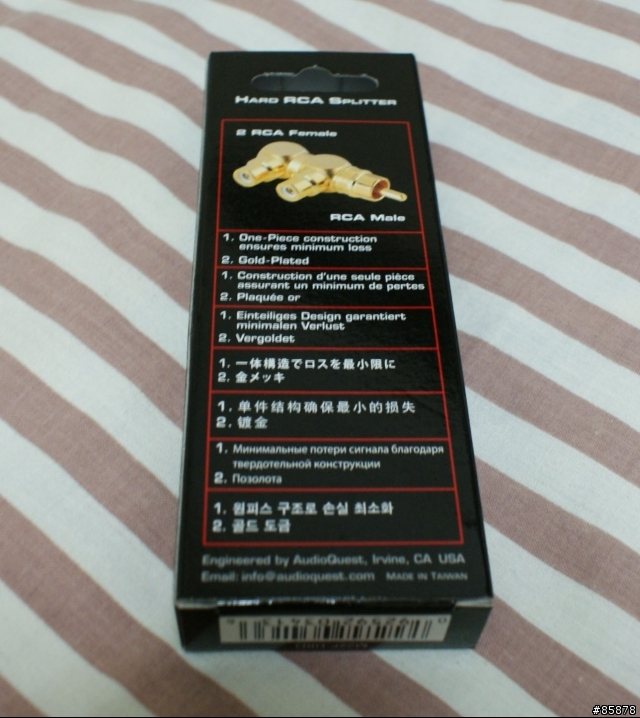 HARD RCA SPLITTER
2 RCA Female
RCA Male
1. One-Piece construction
ensures minimum loss
2. Gold-Plated
1. Construction d'une seule pièce
assurant un minimum de pertes
2. Plaquée or
1. Einteiliges Design garantiert
minimalen Verlust
2. Vergoldet
1. 一体構造でロスを最小限に
2. 金メッキ
1. 单件结构确保最小的损失
2. 镀金
1. Минимальные потери сигнала благодаря
твердотельной конструкции
2. Позолота
1. 원피스 구조로 손실 최소화
2. 골드 도금
Engineered by AudioQuest, Irvine, CA USA
Email: info@audioquest.com MADE IN TAIWAN
#85878